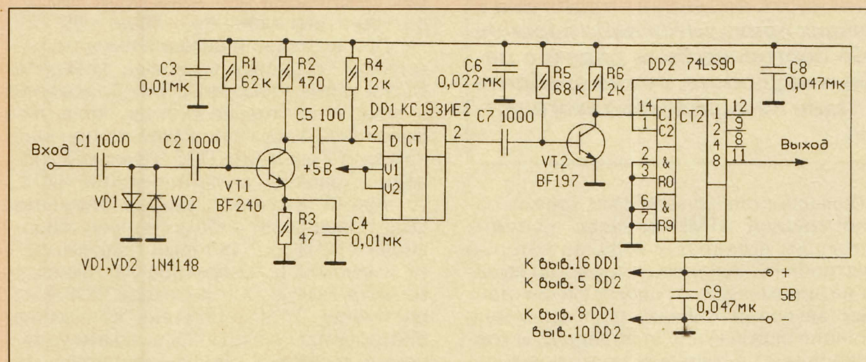 C3
0,01мк
R1
62к
R2
470
R4
12к
C6
0,022мк
R5
68к
R6
2к
DD2 74LS90
C8
0,047мк
C5 100
DD1 КС193ИЕ2
C7 1000
Вход
C1 1000
C2 1000
12
D
CT
2
+5В
V1
V2
14
1
C1
C2
CT2
1
2
4
8
12
9
8
11
Выход
2
3
&
R0
6
7
&
R9
VT1
BF240
VT2
BF197
VD1
VD2
R3
47
C4
0,01мк
VD1,VD2 1N4148
К выв.16 DD1
К выв.5 DD2
+
5В
C9
0,047мк
К выв.8 DD1
выв.10 DD2
–